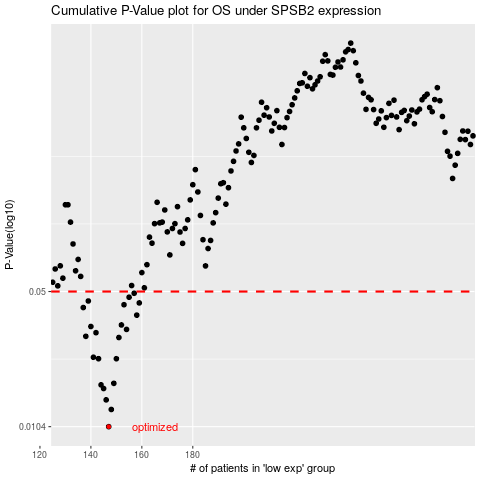 Cumulative P-Value plot for OS under SPSB2 expression
P-Value(log10)
0.05
0.0104
optimized
120 140 160 180
# of patients in 'low exp' group